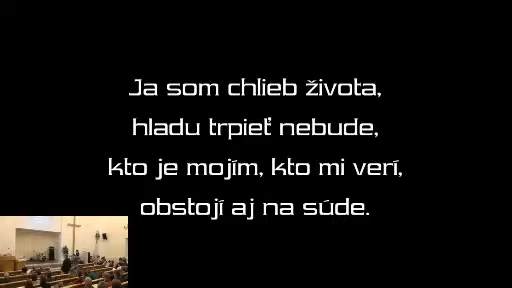 Ja som chlieb života,
hladu trpieť nebude,
kto je mojím, kto mi verí,
obstojí aj na súde.